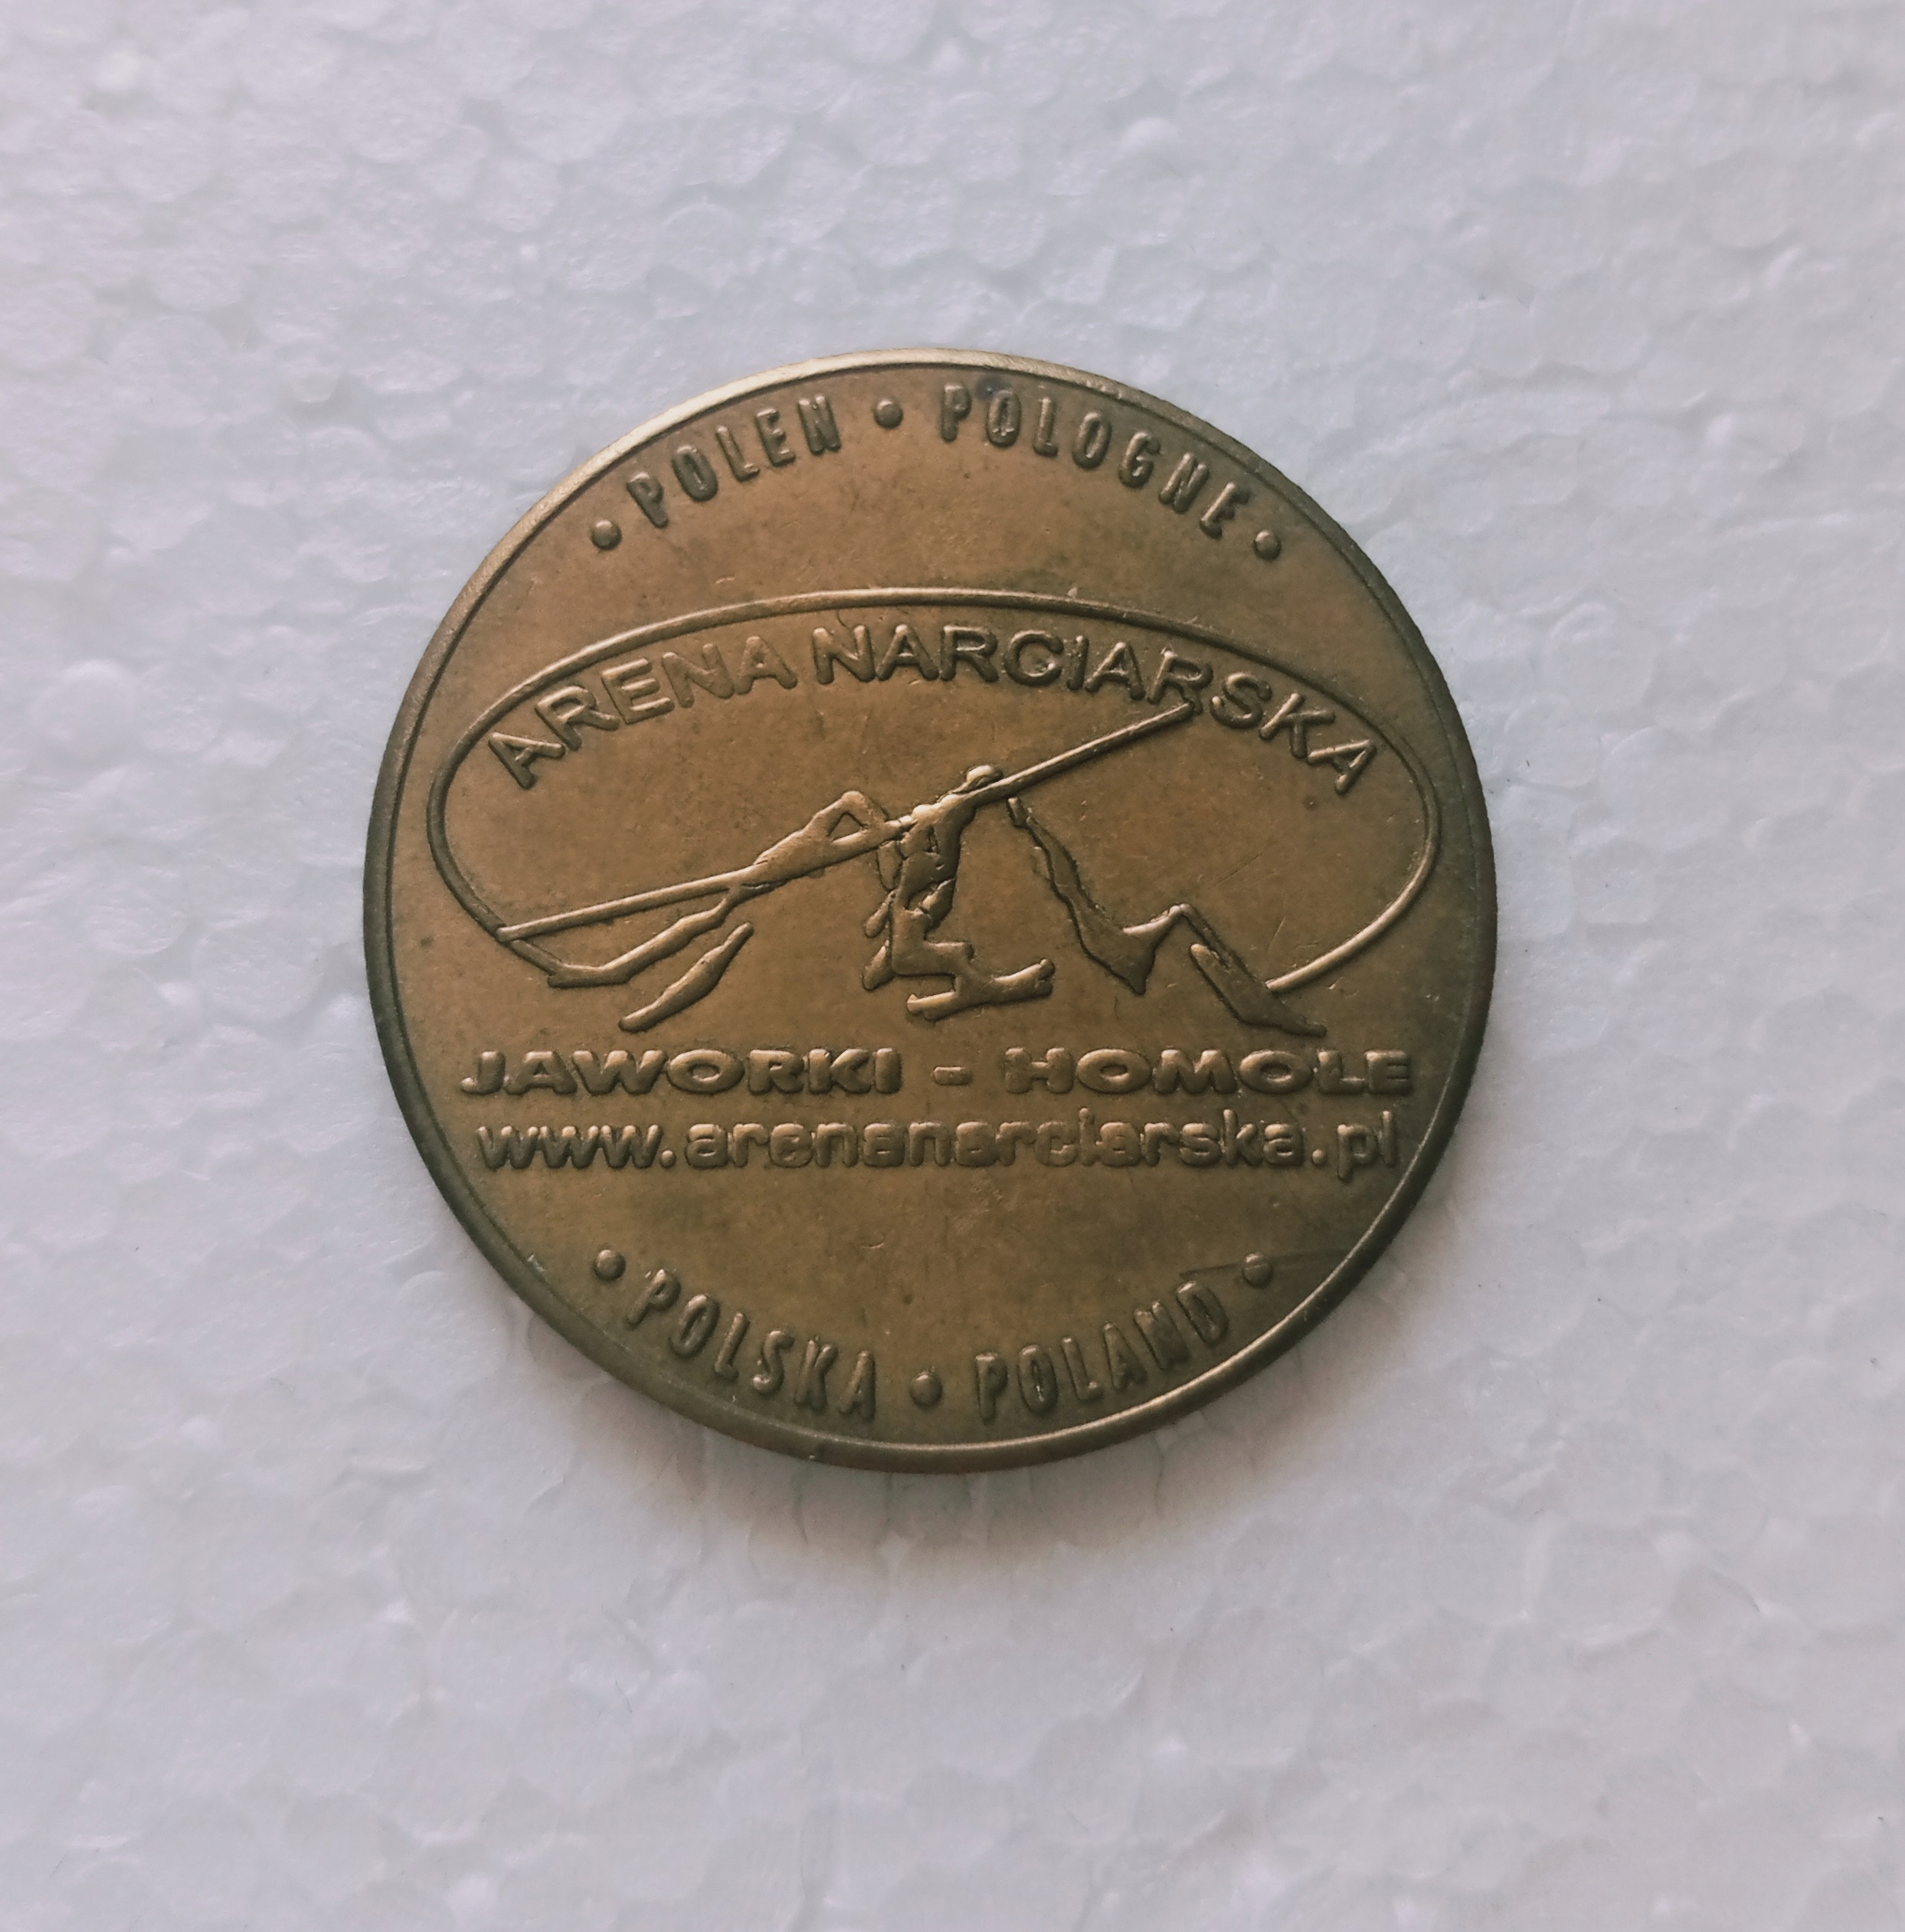 • POLEN • POLOGNE •
ARENA NARCIARSKA
JAWORKI - HOMOLE
www.arenanarciarska.pl
• POLSKA • POLAND •